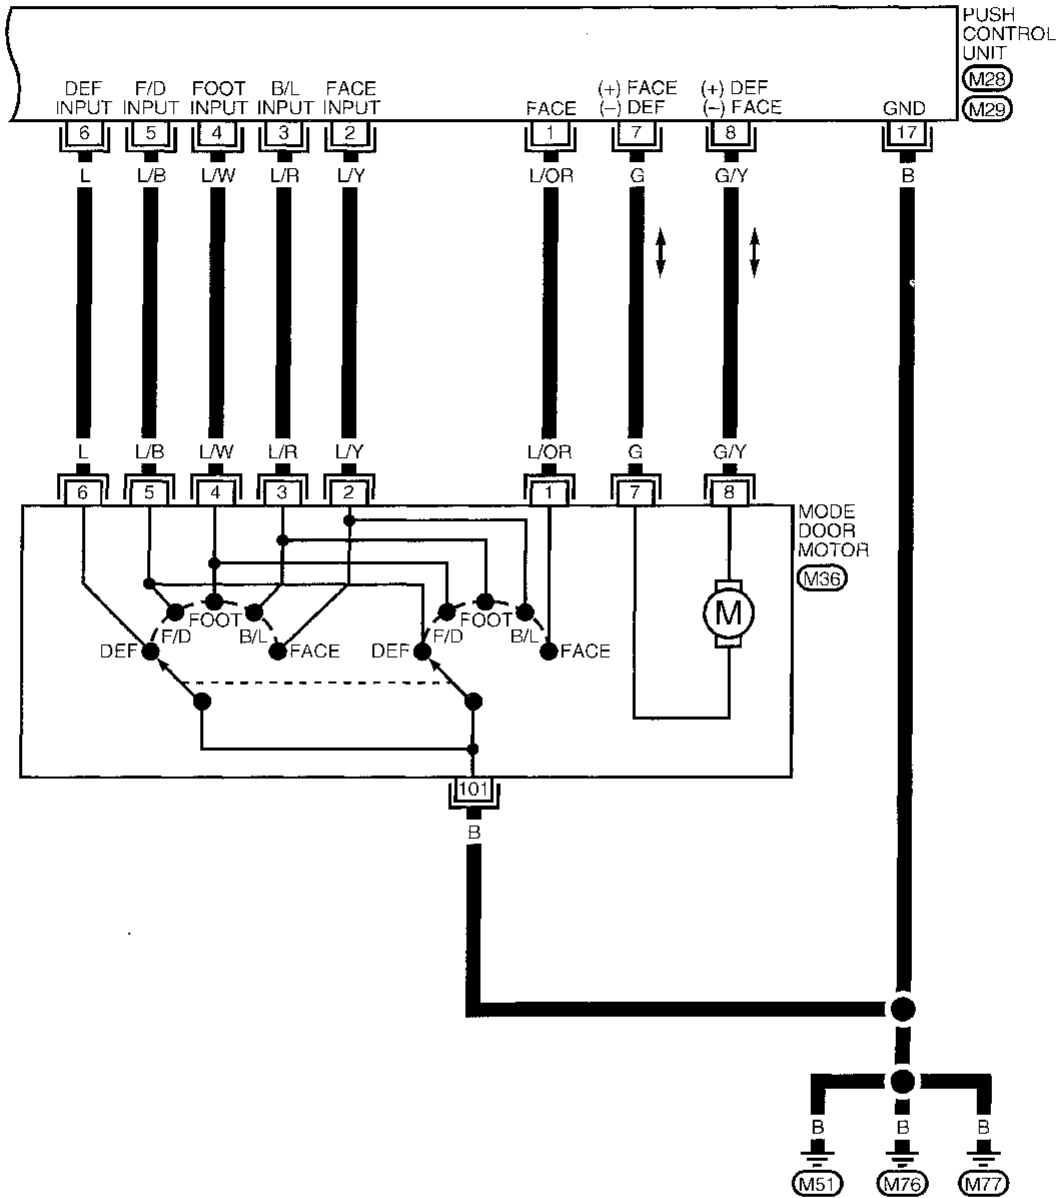 PUSH
CONTROL
UNIT
M28
M29
DEF
INPUT
F/D
INPUT
FOOT
INPUT
B/L
INPUT
FACE
INPUT
FACE
(+) FACE
(−) DEF
(+) DEF
(−) FACE
GND
6 5 4 3 2 1 7 8 17
L L/B L/W L/R L/Y L/OR G G/Y B
L L/B L/W L/R L/Y L/OR G G/Y
6 5 4 3 2 1 7 8
MODE
DOOR
MOTOR
M36
M
FOOT FOOT
F/D B/L F/D B/L
DEF FACE DEF FACE
101
B
B B B
M51 M76 M77